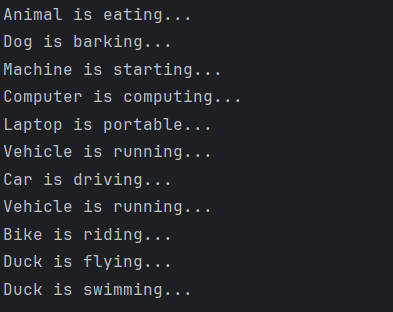 Animal is eating...
Dog is barking...
Machine is starting...
Computer is computing...
Laptop is portable...
Vehicle is running...
Car is driving...
Vehicle is running...
Bike is riding...
Duck is flying...
Duck is swimming...